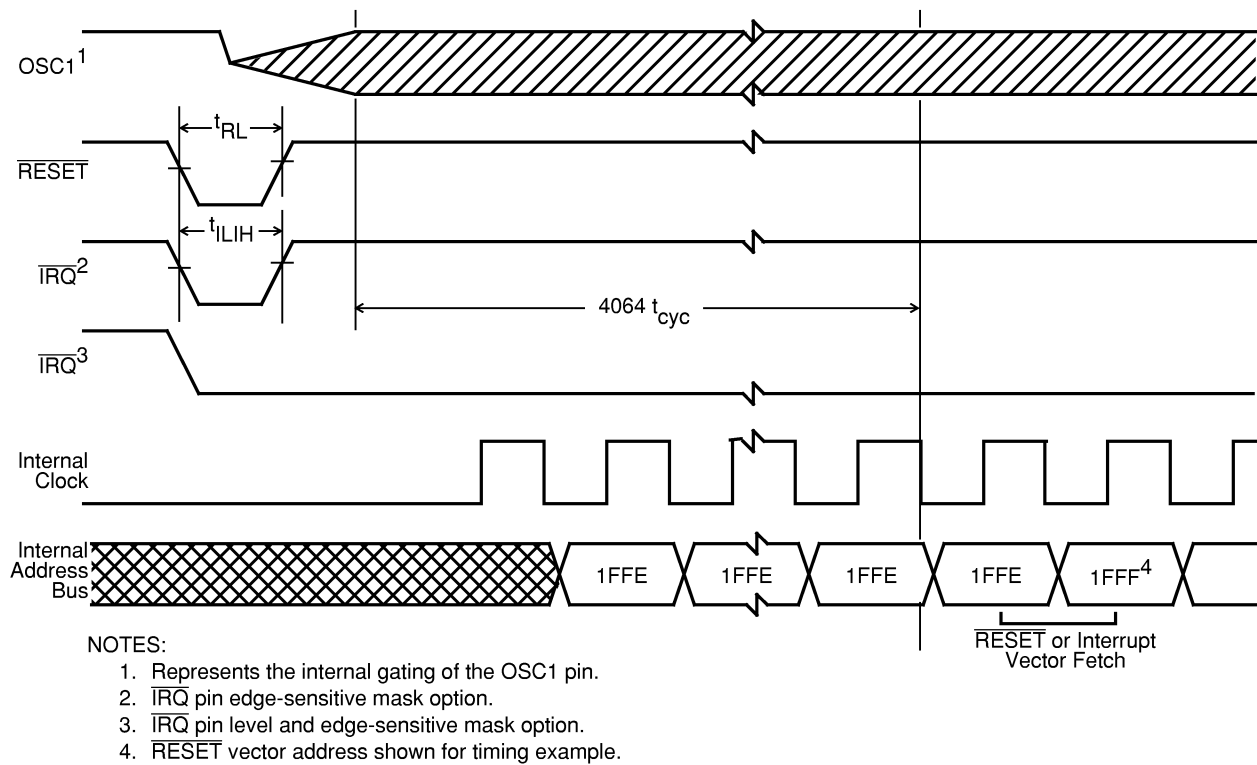 OSC1¹
tRL
RESET
tILIH
IRQ²
4064 tcyc
IRQ³
Internal
Clock
Internal
Address
Bus
1FFE
1FFE
1FFE
1FFE
1FFF⁴
RESET or Interrupt
Vector Fetch
NOTES:
1. Represents the internal gating of the OSC1 pin.
2. IRQ pin edge-sensitive mask option.
3. IRQ pin level and edge-sensitive mask option.
4. RESET vector address shown for timing example.